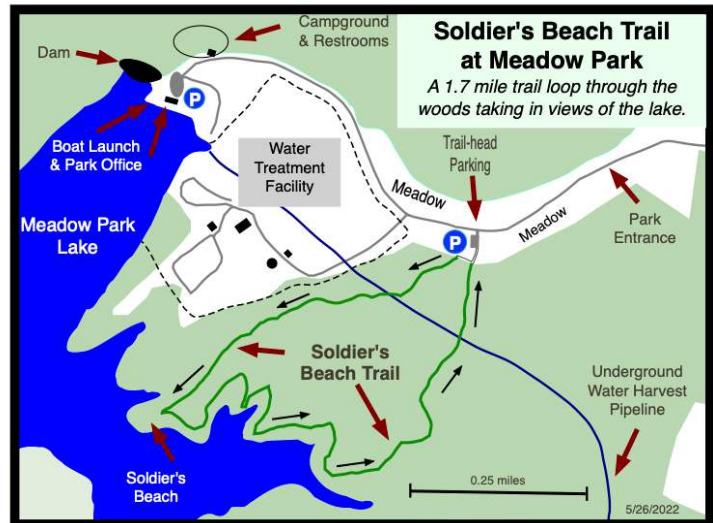 Soldier's Beach Trail
at Meadow Park
A 1.7 mile trail loop through the
woods taking in views of the lake.
Campground
& Restrooms
Dam
P
Boat Launch
& Park Office
Water
Treatment
Facility
Trail-head
Parking
Meadow
Meadow
Park
Entrance
Meadow Park
Lake
P
Soldier's
Beach Trail
Underground
Water Harvest
Pipeline
Soldier's
Beach
0.25 miles
5/26/2022